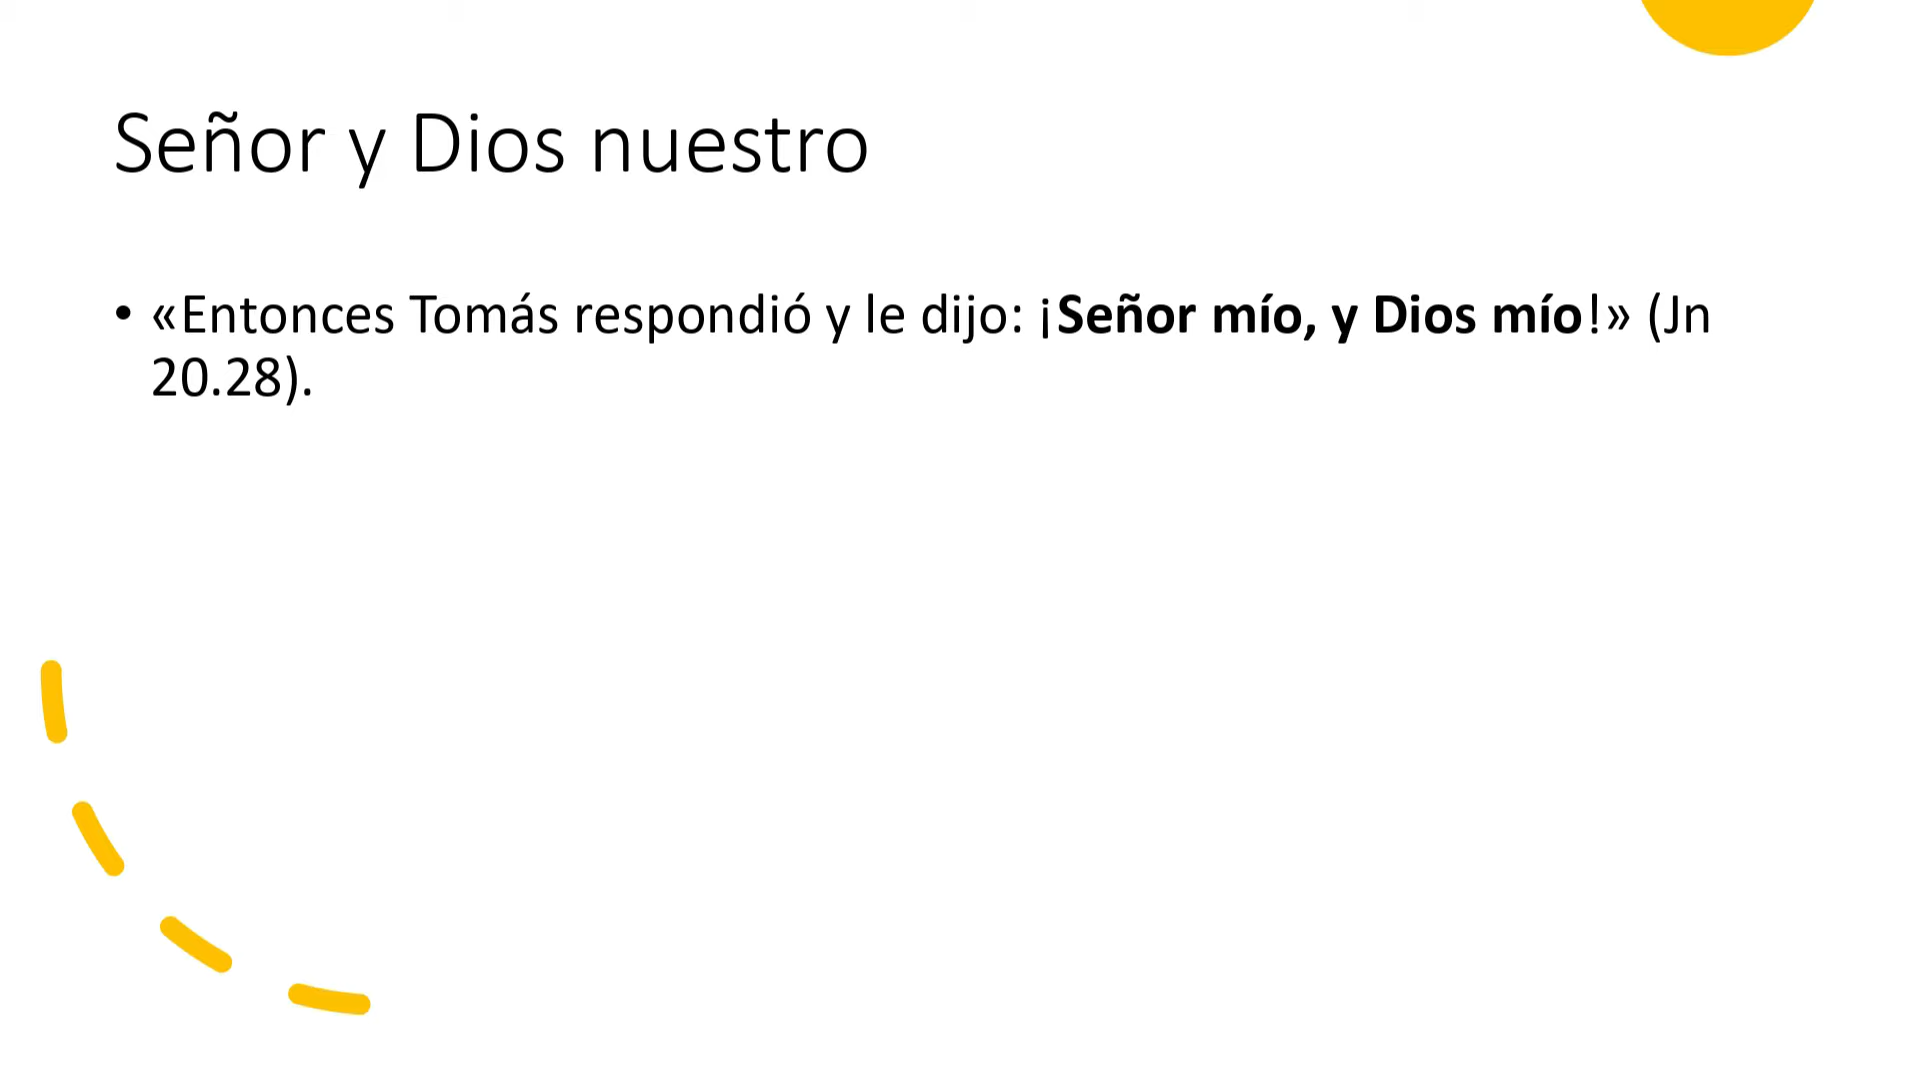 Señor y Dios nuestro
• «Entonces Tomás respondió y le dijo: ¡Señor mío, y Dios mío!» (Jn
20.28).